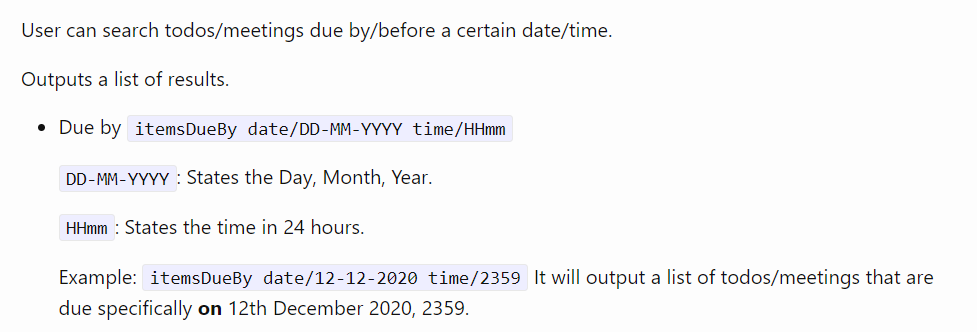 User can search todos/meetings due by/before a certain date/time.
Outputs a list of results.
• Due by itemsDueBy date/DD-MM-YYYY time/HHmm
DD-MM-YYYY : States the Day, Month, Year.
HHmm : States the time in 24 hours.
Example: itemsDueBy date/12-12-2020 time/2359 It will output a list of todos/meetings that are
due specifically on 12th December 2020, 2359.